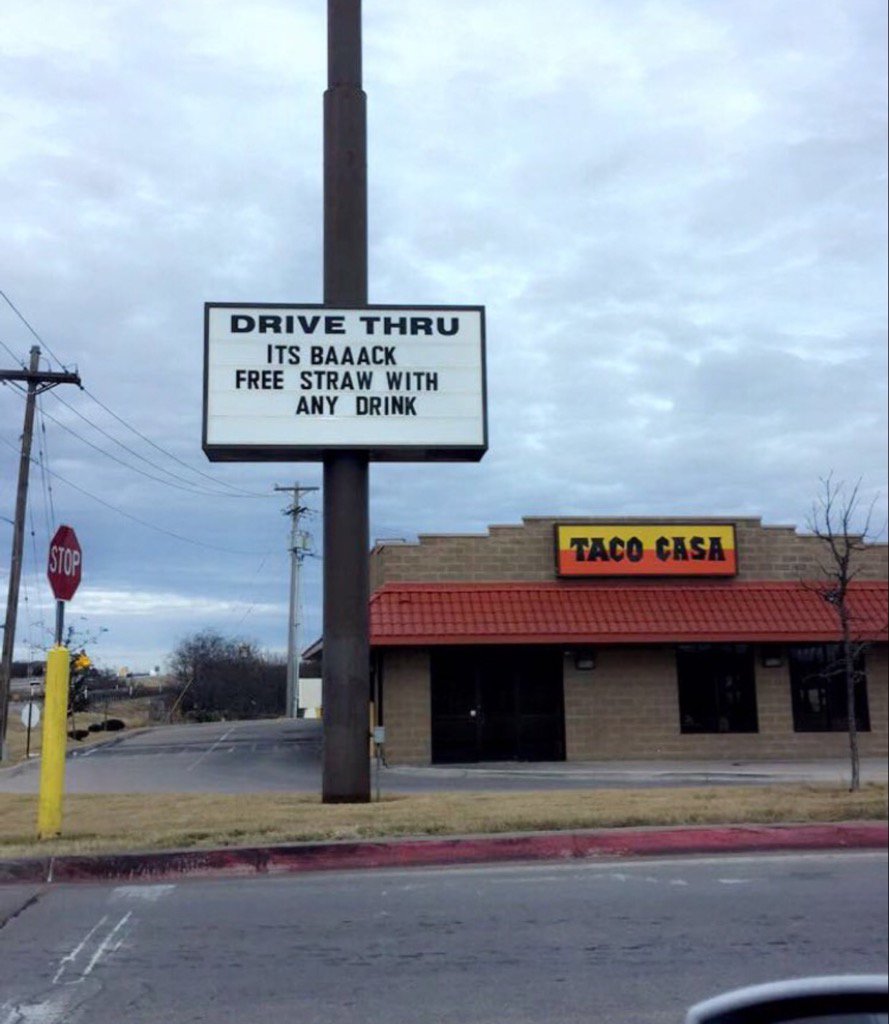 DRIVE THRU
ITS BAAACK
FREE STRAW WITH
ANY DRINK
STOP
TACO CASA